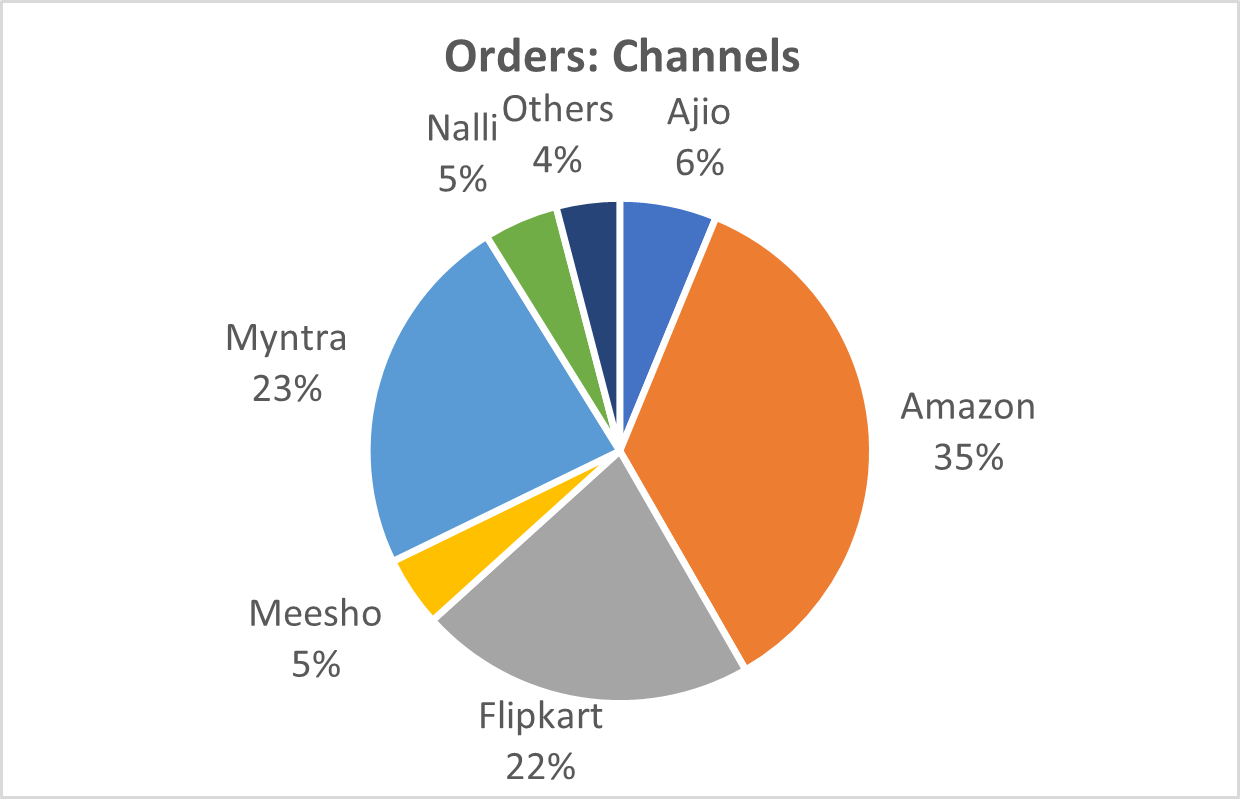 Orders: Channels
Nalli
5%
Others
4%
Ajio
6%
Myntra
23%
Amazon
35%
Meesho
5%
Flipkart
22%